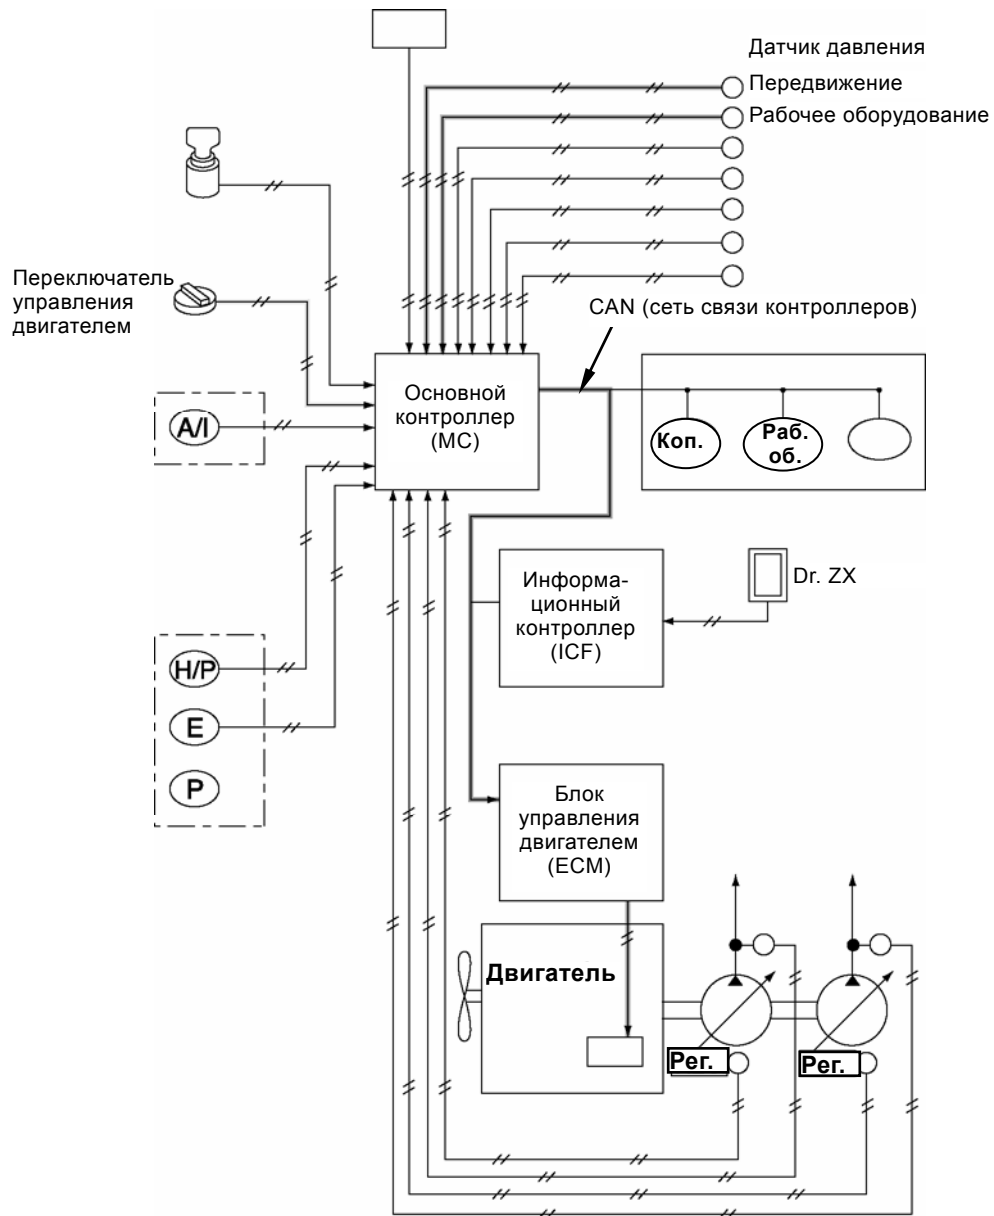 Датчик давления
Передвижение
Рабочее оборудование
Переключатель
управления
двигателем
CAN (сеть связи контроллеров)
Основной
контроллер
(MC)
A/I
Коп.
Раб.
об.
Информа-
ционный
контроллер
(ICF)
Dr. ZX
H/P
E
P
Блок
управления
двигателем
(ECM)
Двигатель
Рег.
Рег.